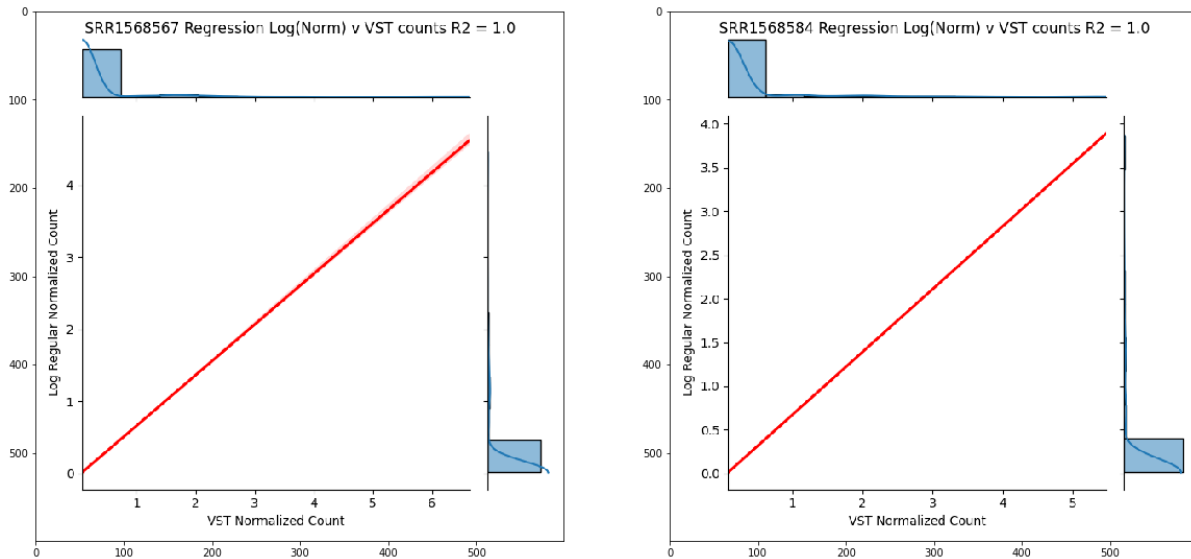 SRR1568567 Regression Log(Norm) v VST counts R2 = 1.0
0
100
200
300
400
500
4
3
2
1
0
Log Regular Normalized Count
1 2 3 4 5 6
VST Normalized Count
0 100 200 300 400 500
SRR1568584 Regression Log(Norm) v VST counts R2 = 1.0
0
100
200
300
400
500
4.0
3.5
3.0
2.5
2.0
1.5
1.0
0.5
0.0
Log Regular Normalized Count
1 2 3 4 5
VST Normalized Count
0 100 200 300 400 500